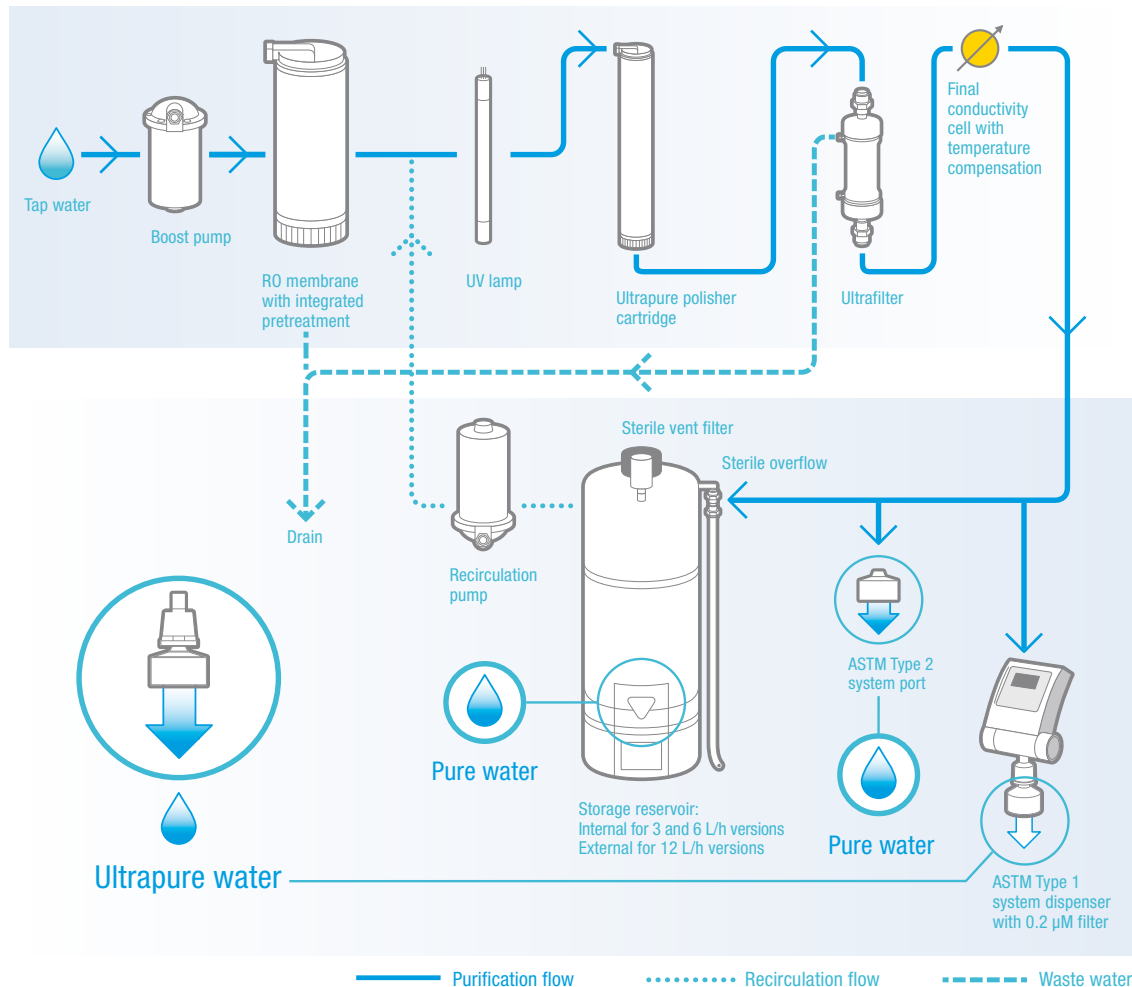 Tap water
Boost pump
RO membrane
with integrated
pretreatment
UV lamp
Ultrapure polisher
cartridge
Ultrafilter
Final
conductivity
cell with
temperature
compensation
Drain
Recirculation
pump
Sterile vent filter
Sterile overflow
Pure water
Storage reservoir:
Internal for 3 and 6 L/h versions
External for 12 L/h versions
ASTM Type 2
system port
Pure water
ASTM Type 1
system dispenser
with 0.2 µM filter
Ultrapure water
Purification flow
Recirculation flow
Waste water